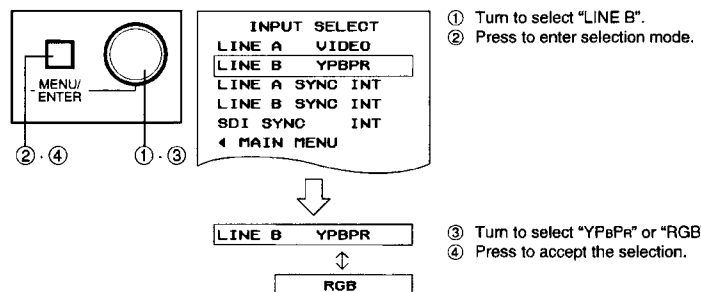 MENU/
ENTER
② · ④
① · ③
INPUT SELECT
LINE A VIDEO
LINE B YPBPR
LINE A SYNC INT
LINE B SYNC INT
SDI SYNC INT
◀ MAIN MENU
① Turn to select “LINE B”.
② Press to enter selection mode.
LINE B YPBPR
RGB
③ Turn to select “YPBPR” or “RGB
④ Press to accept the selection.